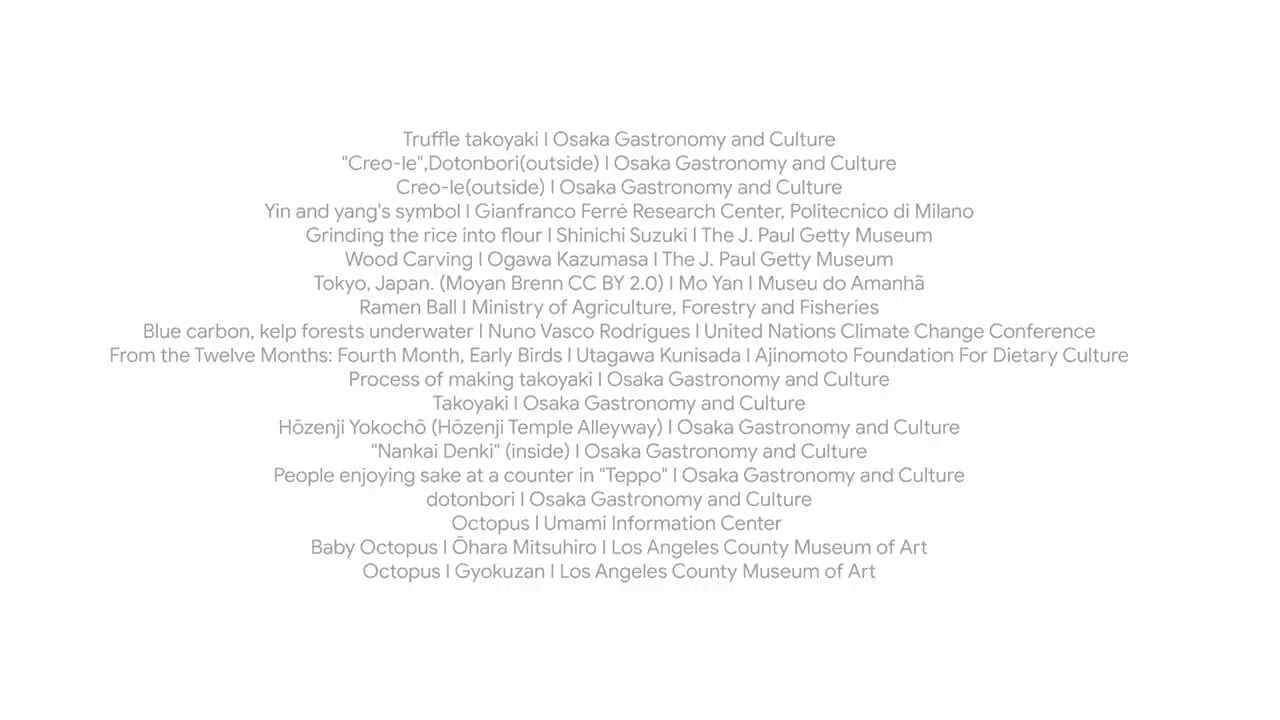 Truffle takoyaki | Osaka Gastronomy and Culture
"Creo-le",Dotonbori(outside) | Osaka Gastronomy and Culture
Creo-le(outside) | Osaka Gastronomy and Culture
Yin and yang's symbol | Gianfranco Ferré Research Center, Politecnico di Milano
Grinding the rice into flour | Shinichi Suzuki | The J. Paul Getty Museum
Wood Carving | Ogawa Kazumasa | The J. Paul Getty Museum
Tokyo, Japan. (Moyan Brenn CC BY 2.0) | Mo Yan | Museu do Amanhã
Ramen Ball | Ministry of Agriculture, Forestry and Fisheries
Blue carbon, kelp forests underwater | Nuno Vasco Rodrigues | United Nations Climate Change Conference
From the Twelve Months: Fourth Month, Early Birds | Utagawa Kunisada | Ajinomoto Foundation For Dietary Culture
Process of making takoyaki | Osaka Gastronomy and Culture
Takoyaki | Osaka Gastronomy and Culture
Hōzenji Yokochō (Hōzenji Temple Alleyway) | Osaka Gastronomy and Culture
"Nankai Denki" (inside) | Osaka Gastronomy and Culture
People enjoying sake at a counter in "Teppo" | Osaka Gastronomy and Culture
dotonbori | Osaka Gastronomy and Culture
Octopus | Umami Information Center
Baby Octopus | Ōhara Mitsuhiro | Los Angeles County Museum of Art
Octopus | Gyokuzan | Los Angeles County Museum of Art